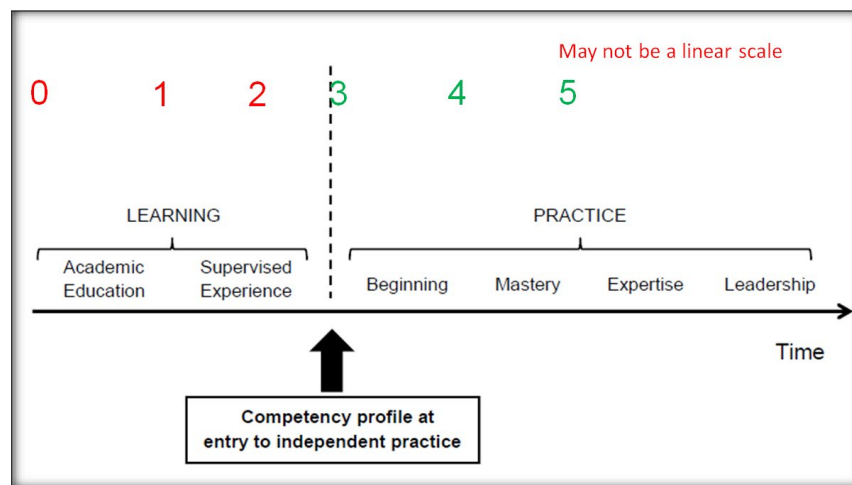 May not be a linear scale
0 1 2 3 4 5
LEARNING PRACTICE
Academic
Education
Supervised
Experience
Beginning Mastery Expertise Leadership
Time
Competency profile at
entry to independent practice